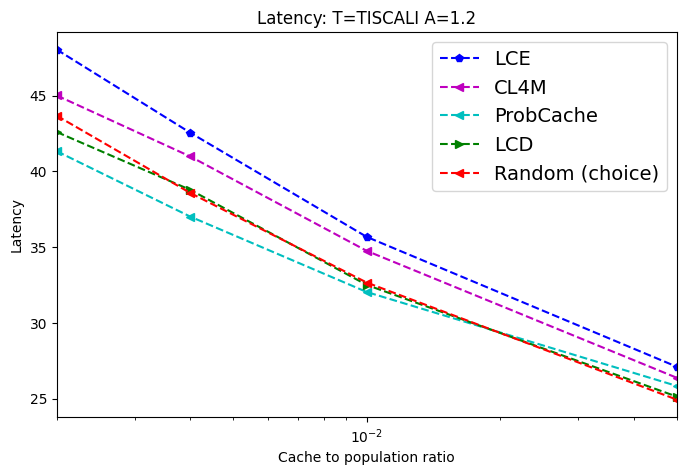 Latency: T=TISCALI A=1.2
LCE
CL4M
ProbCache
LCD
Random (choice)
Latency
45
40
35
30
25
10⁻²
Cache to population ratio